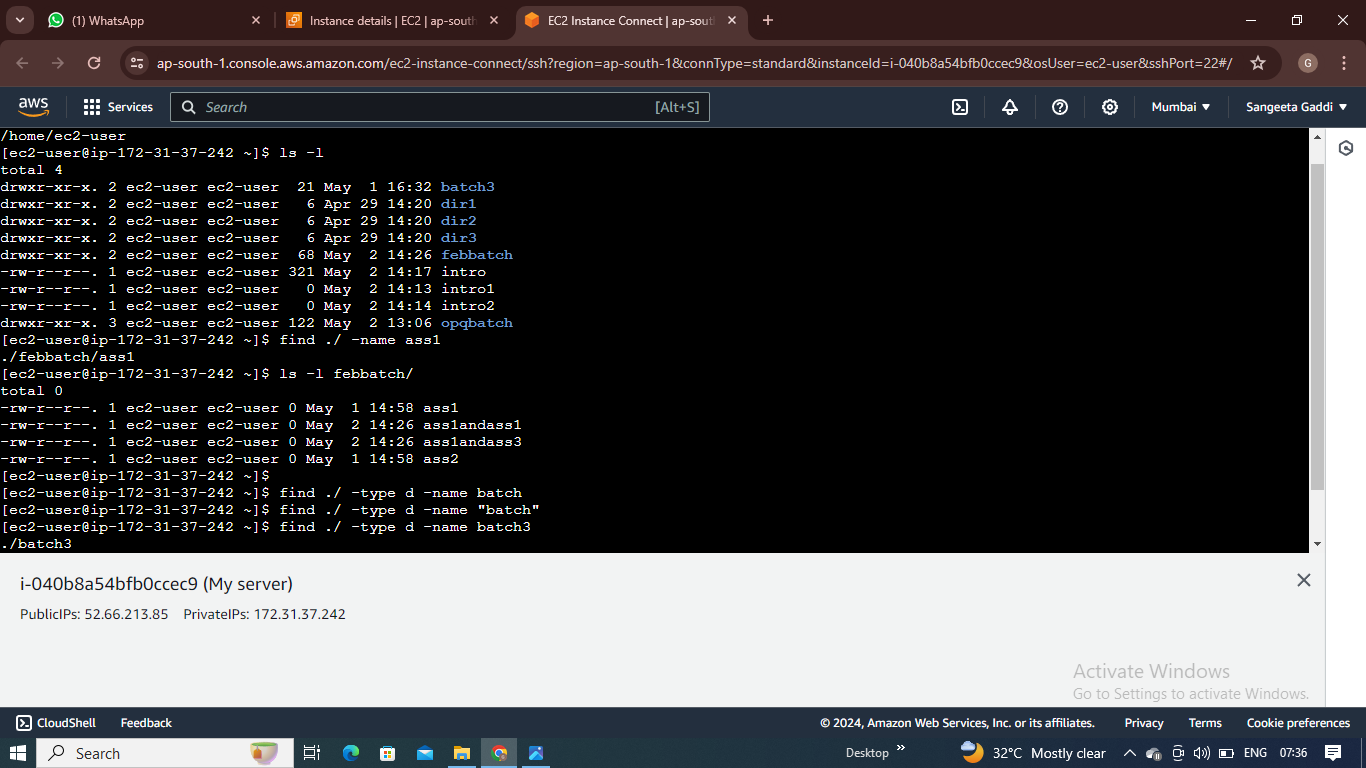 (1) WhatsApp
Instance details | EC2 | ap-south
EC2 Instance Connect | ap-sout
ap-south-1.console.aws.amazon.com/ec2-instance-connect/ssh?region=ap-south-1&connType=standard&instanceId=i-040b8a54bfb0ccec9&osUser=ec2-user&sshPort=22#/
G
aws
Services
Search
[Alt+S]
Mumbai
Sangeeta Gaddi
/home/ec2-user
[ec2-user@ip-172-31-37-242 ~]$ ls -l
total 4
drwxr-xr-x. 2 ec2-user ec2-user  21 May  1 16:32 batch3
drwxr-xr-x. 2 ec2-user ec2-user   6 Apr 29 14:20 dir1
drwxr-xr-x. 2 ec2-user ec2-user   6 Apr 29 14:20 dir2
drwxr-xr-x. 2 ec2-user ec2-user   6 Apr 29 14:20 dir3
drwxr-xr-x. 2 ec2-user ec2-user  68 May  2 14:26 febbatch
-rw-r--r--. 1 ec2-user ec2-user 321 May  2 14:17 intro
-rw-r--r--. 1 ec2-user ec2-user   0 May  2 14:13 intro1
-rw-r--r--. 1 ec2-user ec2-user   0 May  2 14:14 intro2
drwxr-xr-x. 3 ec2-user ec2-user 122 May  2 13:06 opqbatch
[ec2-user@ip-172-31-37-242 ~]$ find ./ -name ass1
./febbatch/ass1
[ec2-user@ip-172-31-37-242 ~]$ ls -l febbatch/
total 0
-rw-r--r--. 1 ec2-user ec2-user 0 May  1 14:58 ass1
-rw-r--r--. 1 ec2-user ec2-user 0 May  2 14:26 ass1andass1
-rw-r--r--. 1 ec2-user ec2-user 0 May  2 14:26 ass1andass3
-rw-r--r--. 1 ec2-user ec2-user 0 May  1 14:58 ass2
[ec2-user@ip-172-31-37-242 ~]$
[ec2-user@ip-172-31-37-242 ~]$ find ./ -type d -name batch
[ec2-user@ip-172-31-37-242 ~]$ find ./ -type d -name "batch"
[ec2-user@ip-172-31-37-242 ~]$ find ./ -type d -name batch3
./batch3
i-040b8a54bfb0ccec9 (My server)
PublicIPs: 52.66.213.85    PrivateIPs: 172.31.37.242
Activate Windows
Go to Settings to activate Windows.
CloudShell
Feedback
© 2024, Amazon Web Services, Inc. or its affiliates.
Privacy
Terms
Cookie preferences
Search
Desktop
32°C  Mostly clear
ENG
07:36